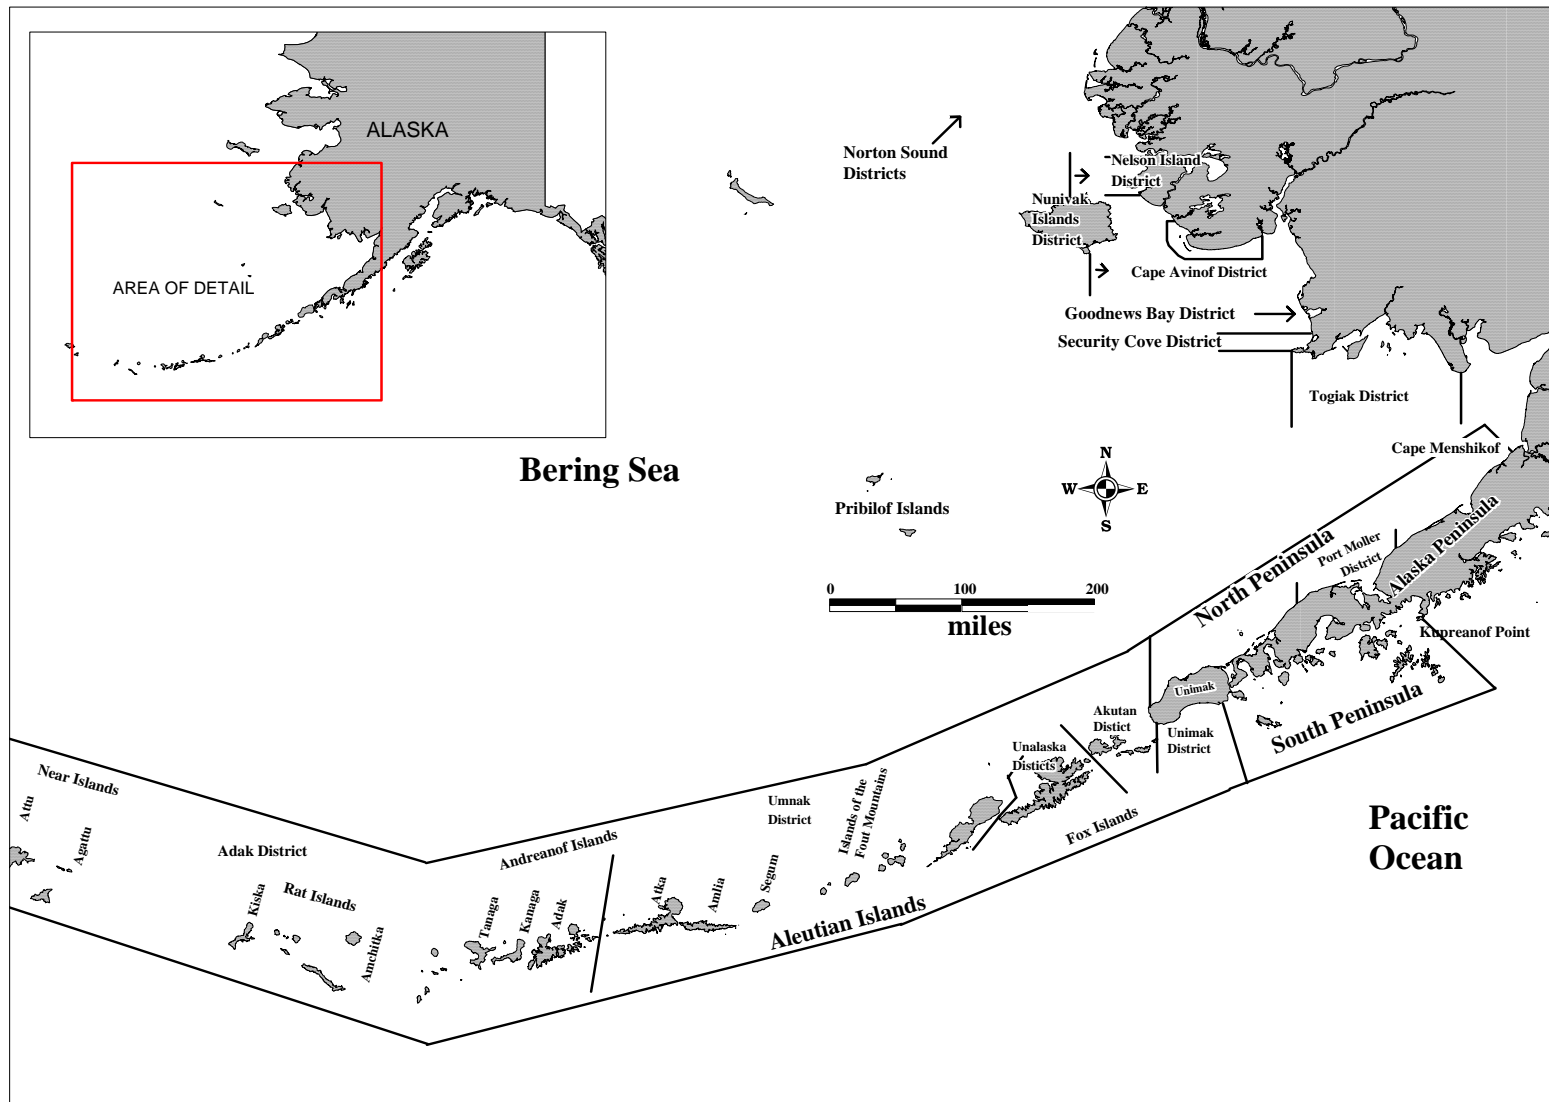 ALASKA
AREA OF DETAIL
Norton Sound
Districts
Nelson Island
District
Nunivak
Islands
District
Cape Avinof District
Goodnews Bay District
Security Cove District
Togiak District
Cape Menshikof
Bering Sea
N
W
E
S
Pribilof Islands
0
100
200
miles
North Peninsula
Port Moller
District
Alaska Peninsula
Kupreanof Point
Unimak
South Peninsula
Akutan
Distict
Unimak
District
Unalaska
Disticts
Fox Islands
Pacific
Ocean
Near Islands
Attu
Agattu
Adak District
Rat Islands
Kiska
Amchitka
Andreanof Islands
Tanaga
Kanaga
Adak
Atka
Amlia
Segum
Umnak
District
Islands of the
Fout Mountains
Aleutian Islands